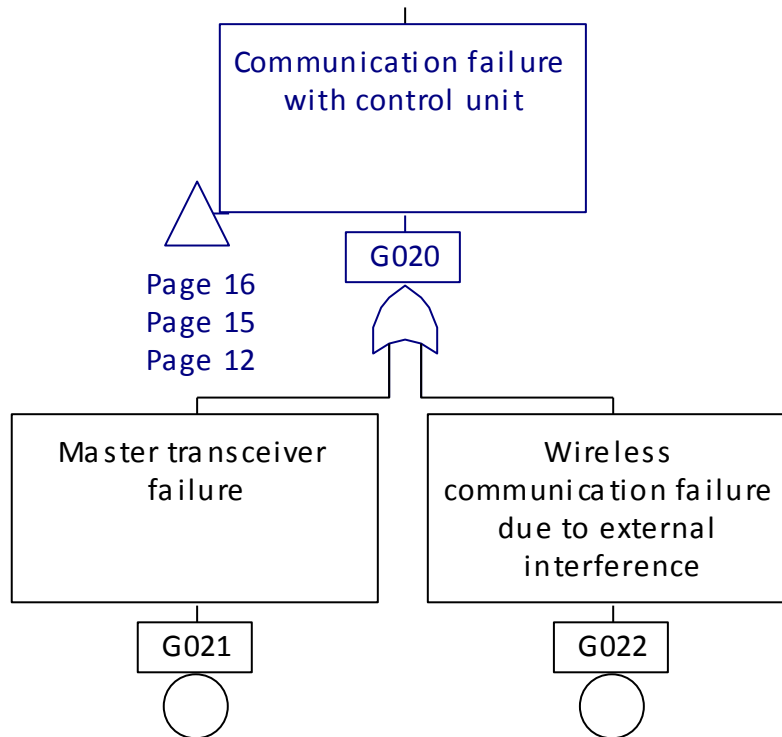 Communication failure
with control unit
G020
Page 16
Page 15
Page 12
Master transceiver
failure
Wireless
communication failure
due to external
interference
G021
G022